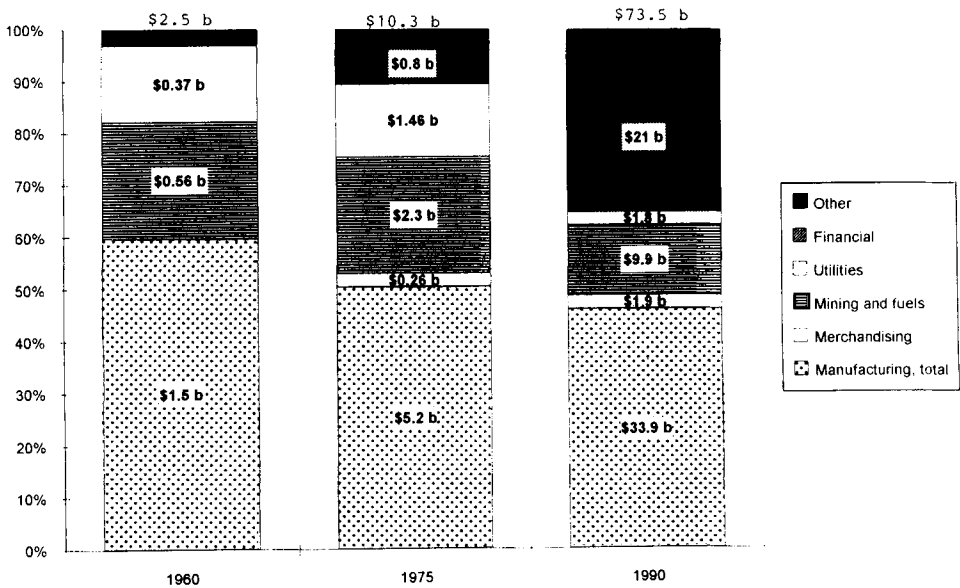 $2.5 b
$10.3 b
$73.5 b
100%
90%
80%
70%
60%
50%
40%
30%
20%
10%
0%
$0.37 b
$0.56 b
$1.5 b
$0.8 b
$1.46 b
$2.3 b
$0.26 b
$5.2 b
$21 b
$1.8 b
$9.9 b
$1.9 b
$33.9 b
1960
1975
1990
Other
Financial
Utilities
Mining and fuels
Merchandising
Manufacturing, total